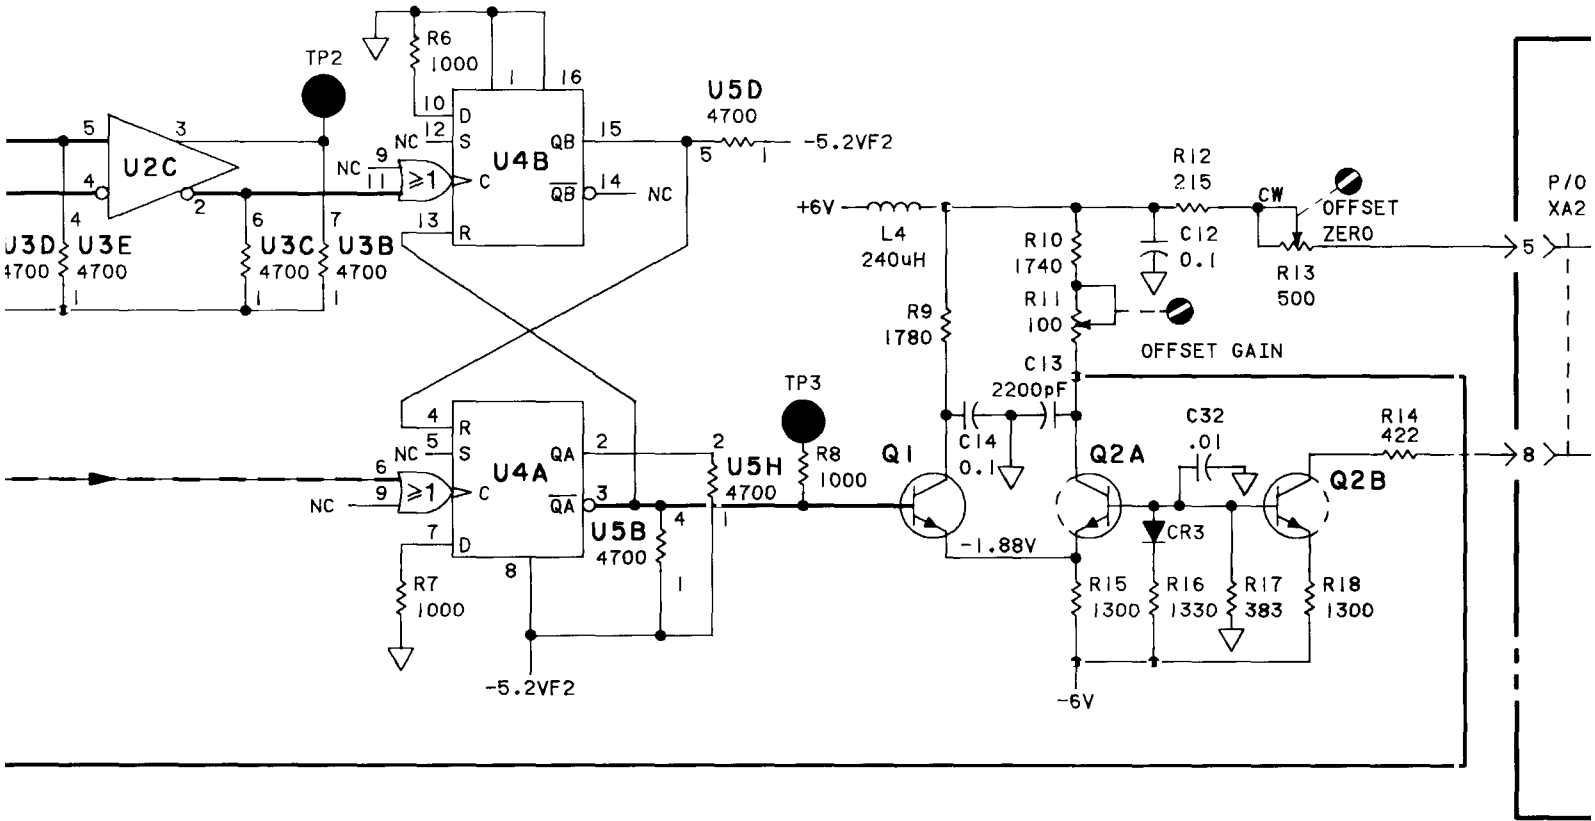 R6
1000
TP2
1
16
U5D
4700
10
D
12
NC
S
QB
15
5
1
-5.2VF2
5
3
U2C
4
2
NC
9
11
≥1
C
U4B
QB
14
NC
13
R
4
6
7
U3D
4700
U3E
4700
U3C
4700
U3B
4700
1
1
1
R12
215
CW
OFFSET
ZERO
P/O
XA2
+6V
L4
240uH
R10
1740
C12
0.1
R13
500
5
R9
1780
R11
100
OFFSET GAIN
C13
2200pF
TP3
4
R
5
NC
S
QA
2
2
U4A
6
≥1
C
9
NC
QA
3
U5H
4700
R8
1000
Q1
C14
0.1
Q2A
C32
.01
R14
422
8
Q2B
7
D
8
U5B
4700
4
1
1
-1.88V
CR3
R7
1000
R15
1300
R16
1330
R17
383
R18
1300
-5.2VF2
-6V